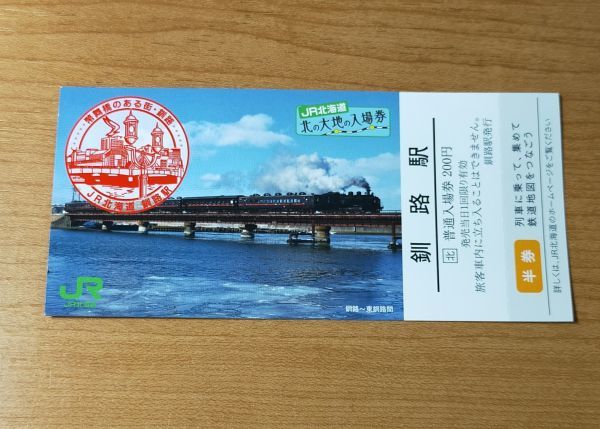 幣舞橋のある街・釧路
JR北海道 釧路駅
JR北海道
北の大地の入場券
JR
JR北海道
釧路～東釧路間
釧路駅
北 普通入場券 200円
発売当日1回限り有効
旅客車内に立ち入ることはできません。
釧路駅発行
半券
列車に乗って、集めて
鉄道地図をつなごう
詳しくは、JR北海道のホームページをご覧ください